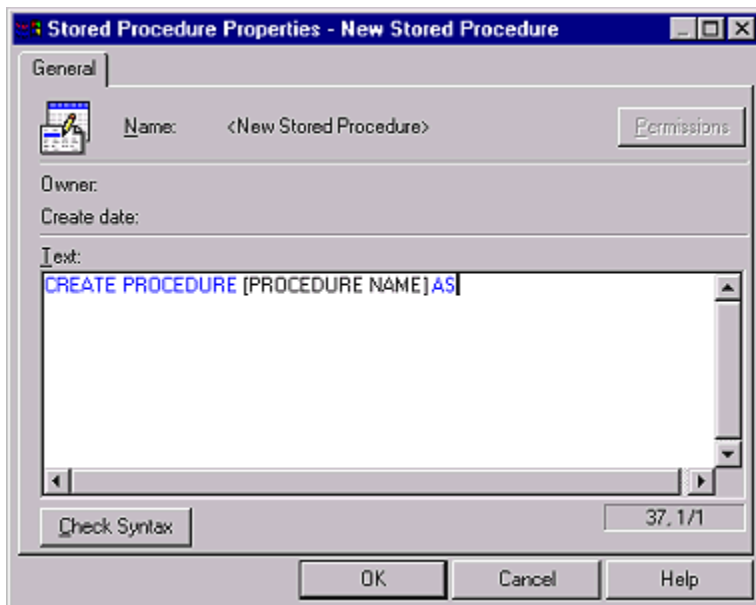 Stored Procedure Properties - New Stored Procedure
General
Name: <New Stored Procedure> Permissions
Owner:
Create date:
Text:
CREATE PROCEDURE [PROCEDURE NAME] AS
Check Syntax 37, 1/1
OK Cancel Help